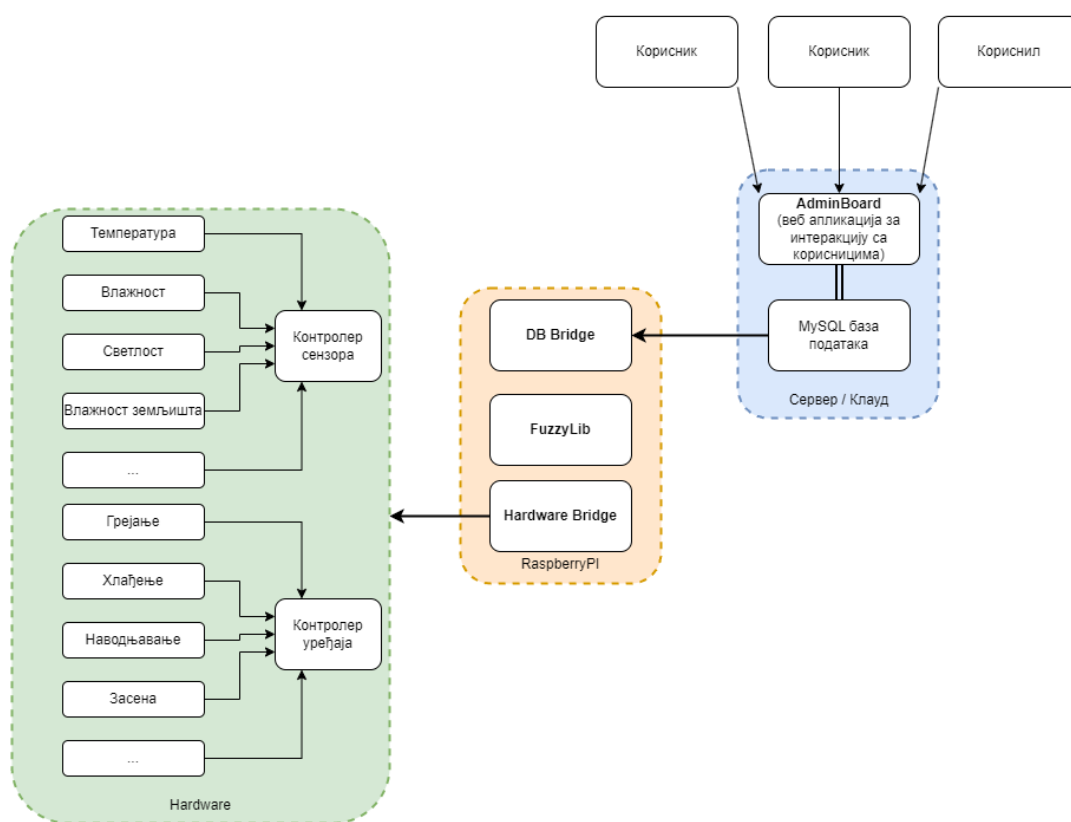 Корисник
Корисник
Кориснил
AdminBoard
(веб апликација за
интеракцију са
корисницима)
MySQL база
података
Сервер / Клауд
DB Bridge
FuzzyLib
Hardware Bridge
RaspberryPI
Температура
Влажност
Светлост
Влажност земљишта
...
Контролер
сензора
Грејање
Хлађење
Наводњавање
Засена
...
Контролер
уређаја
Hardware